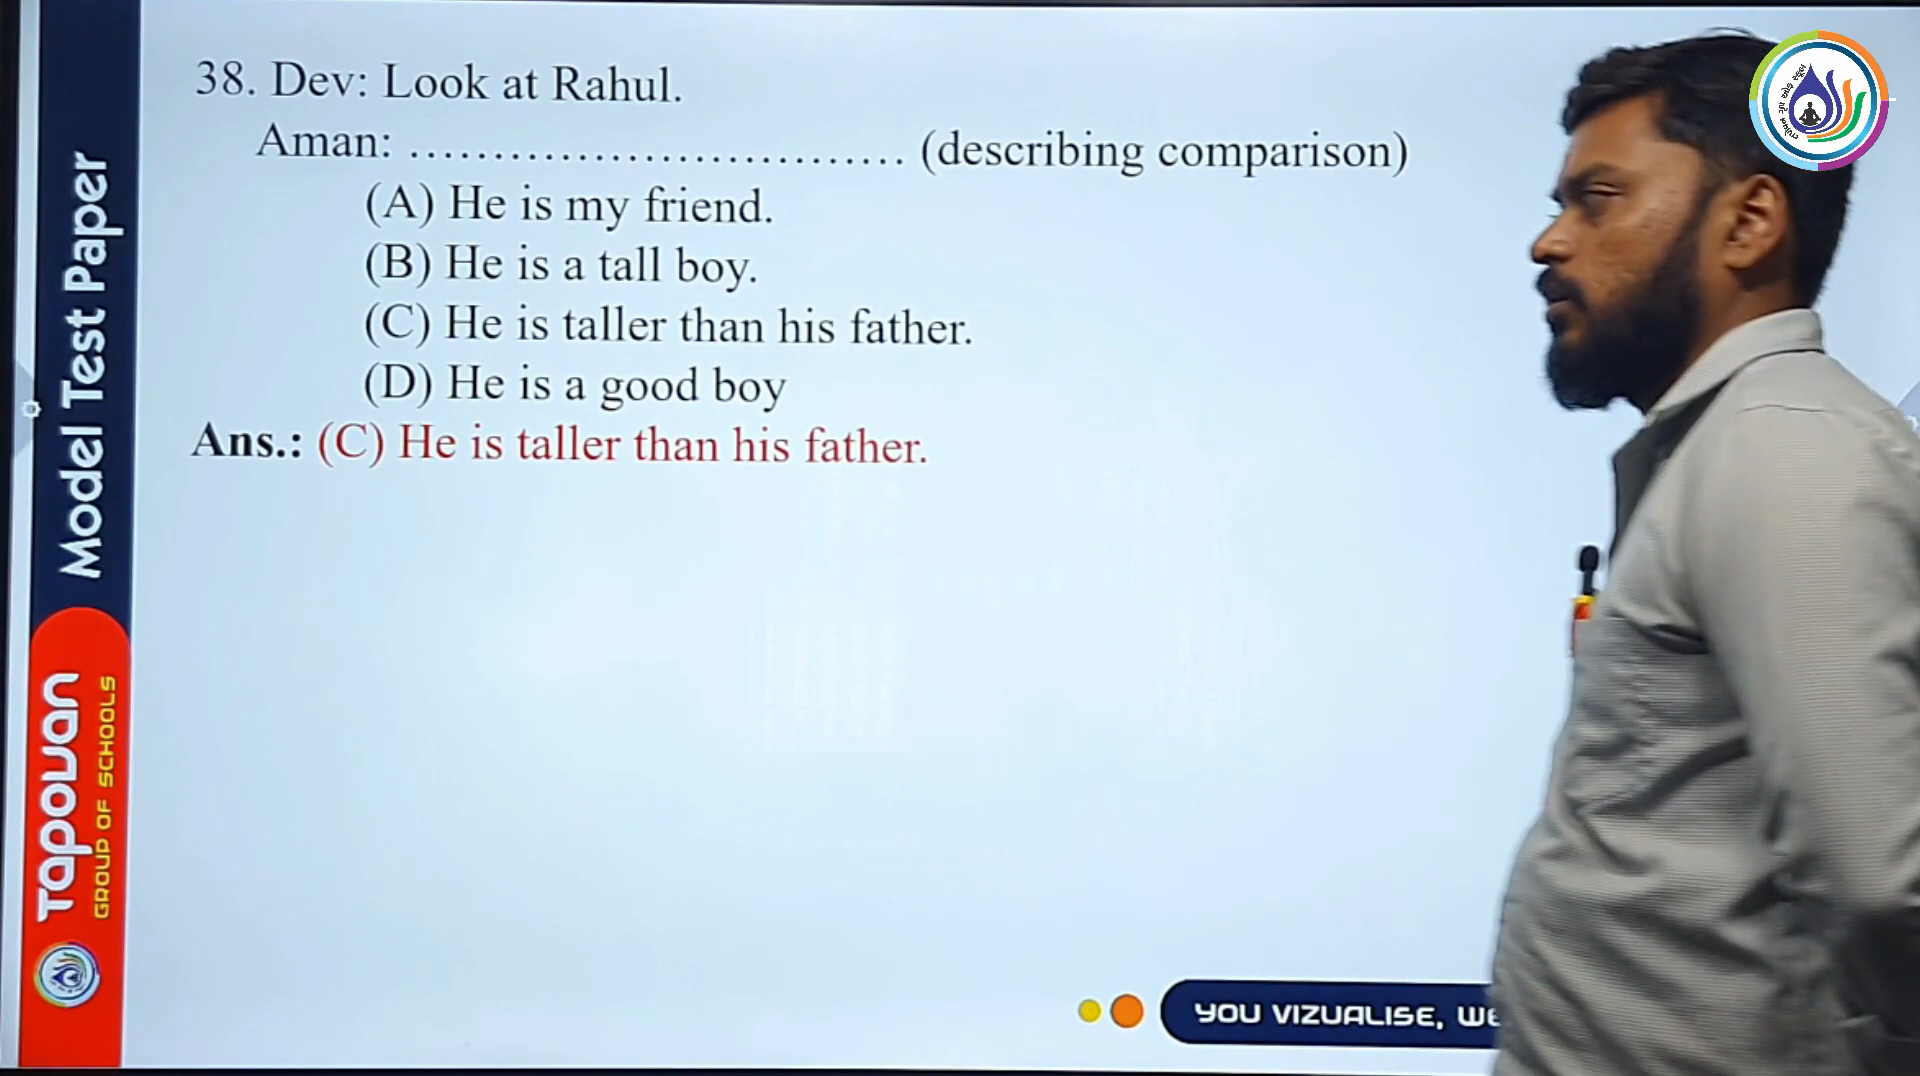 38. Dev: Look at Rahul.
Aman: .............................. (describing comparison)
(A) He is my friend.
(B) He is a tall boy.
(C) He is taller than his father.
(D) He is a good boy
Ans.: (C) He is taller than his father.
Model Test Paper
Tapovan
GROUP OF SCHOOLS
YOU VIZUALISE, WE